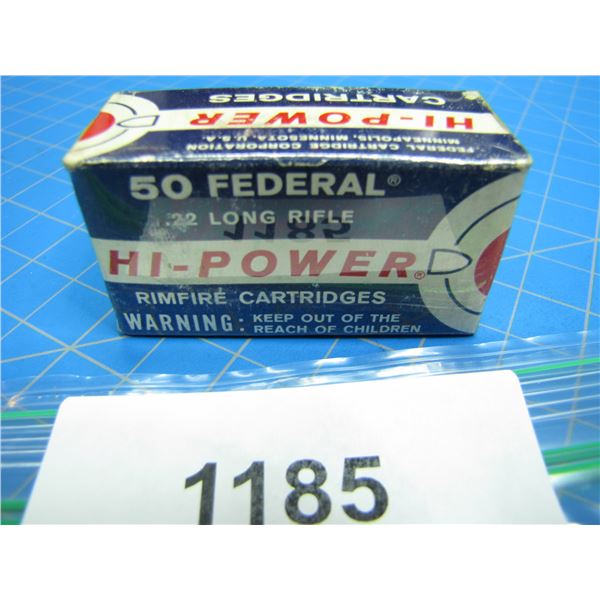 FEDERAL CARTRIDGE CORPORATION
MINNEAPOLIS, MINNESOTA, U.S.A.
HI-POWER
CARTRIDGES
50 FEDERAL®
.22 LONG RIFLE
1185
HI-POWER®
RIMFIRE CARTRIDGES
WARNING: KEEP OUT OF THE
REACH OF CHILDREN
1185